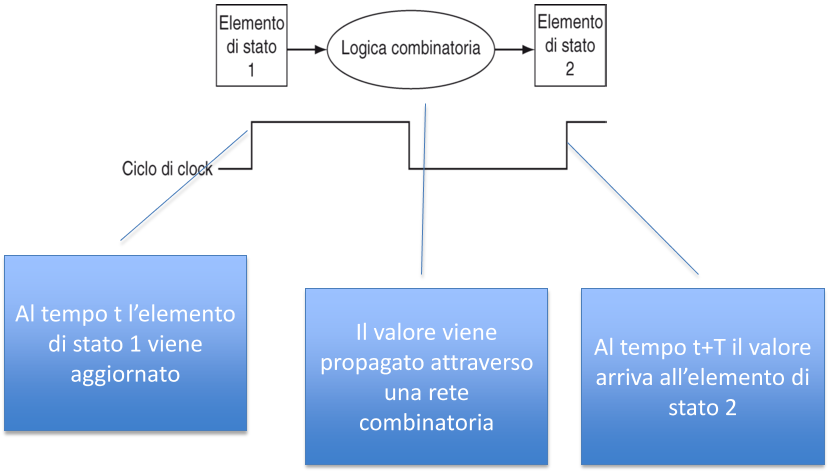 Elemento
di stato
1
Logica combinatoria
Elemento
di stato
2
Ciclo di clock
Al tempo t l’elemento
di stato 1 viene
aggiornato
Il valore viene
propagato attraverso
una rete
combinatoria
Al tempo t+T il valore
arriva all’elemento di
stato 2